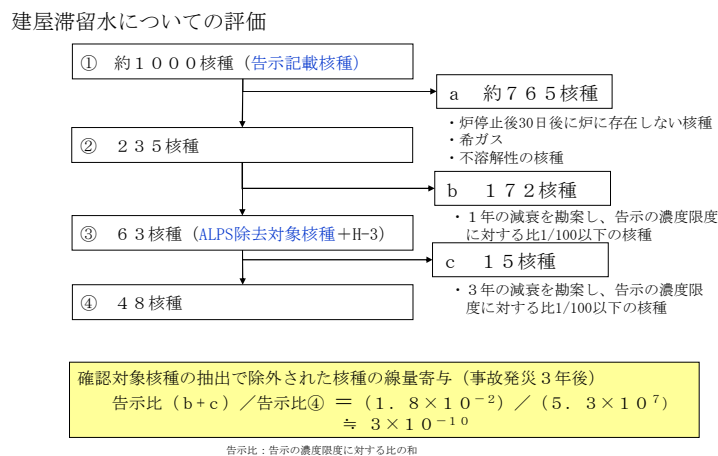 建屋滞留水についての評価
① 約１０００核種（告示記載核種）
a 約７６５核種
・炉停止後30日後に炉に存在しない核種
・希ガス
・不溶解性の核種
② ２３５核種
b １７２核種
・１年の減衰を勘案し、告示の濃度限度
に対する比1/100以下の核種
③ ６３核種（ALPS除去対象核種＋H-3）
c １５核種
・３年の減衰を勘案し、告示の濃度限
度に対する比1/100以下の核種
④ ４８核種
確認対象核種の抽出で除外された核種の線量寄与（事故発災３年後）
告示比（b+c）／告示比④ ＝（１．８×１０⁻²）／（５．３×１０⁷）
≒ ３×１０⁻¹⁰
告示比：告示の濃度限度に対する比の和